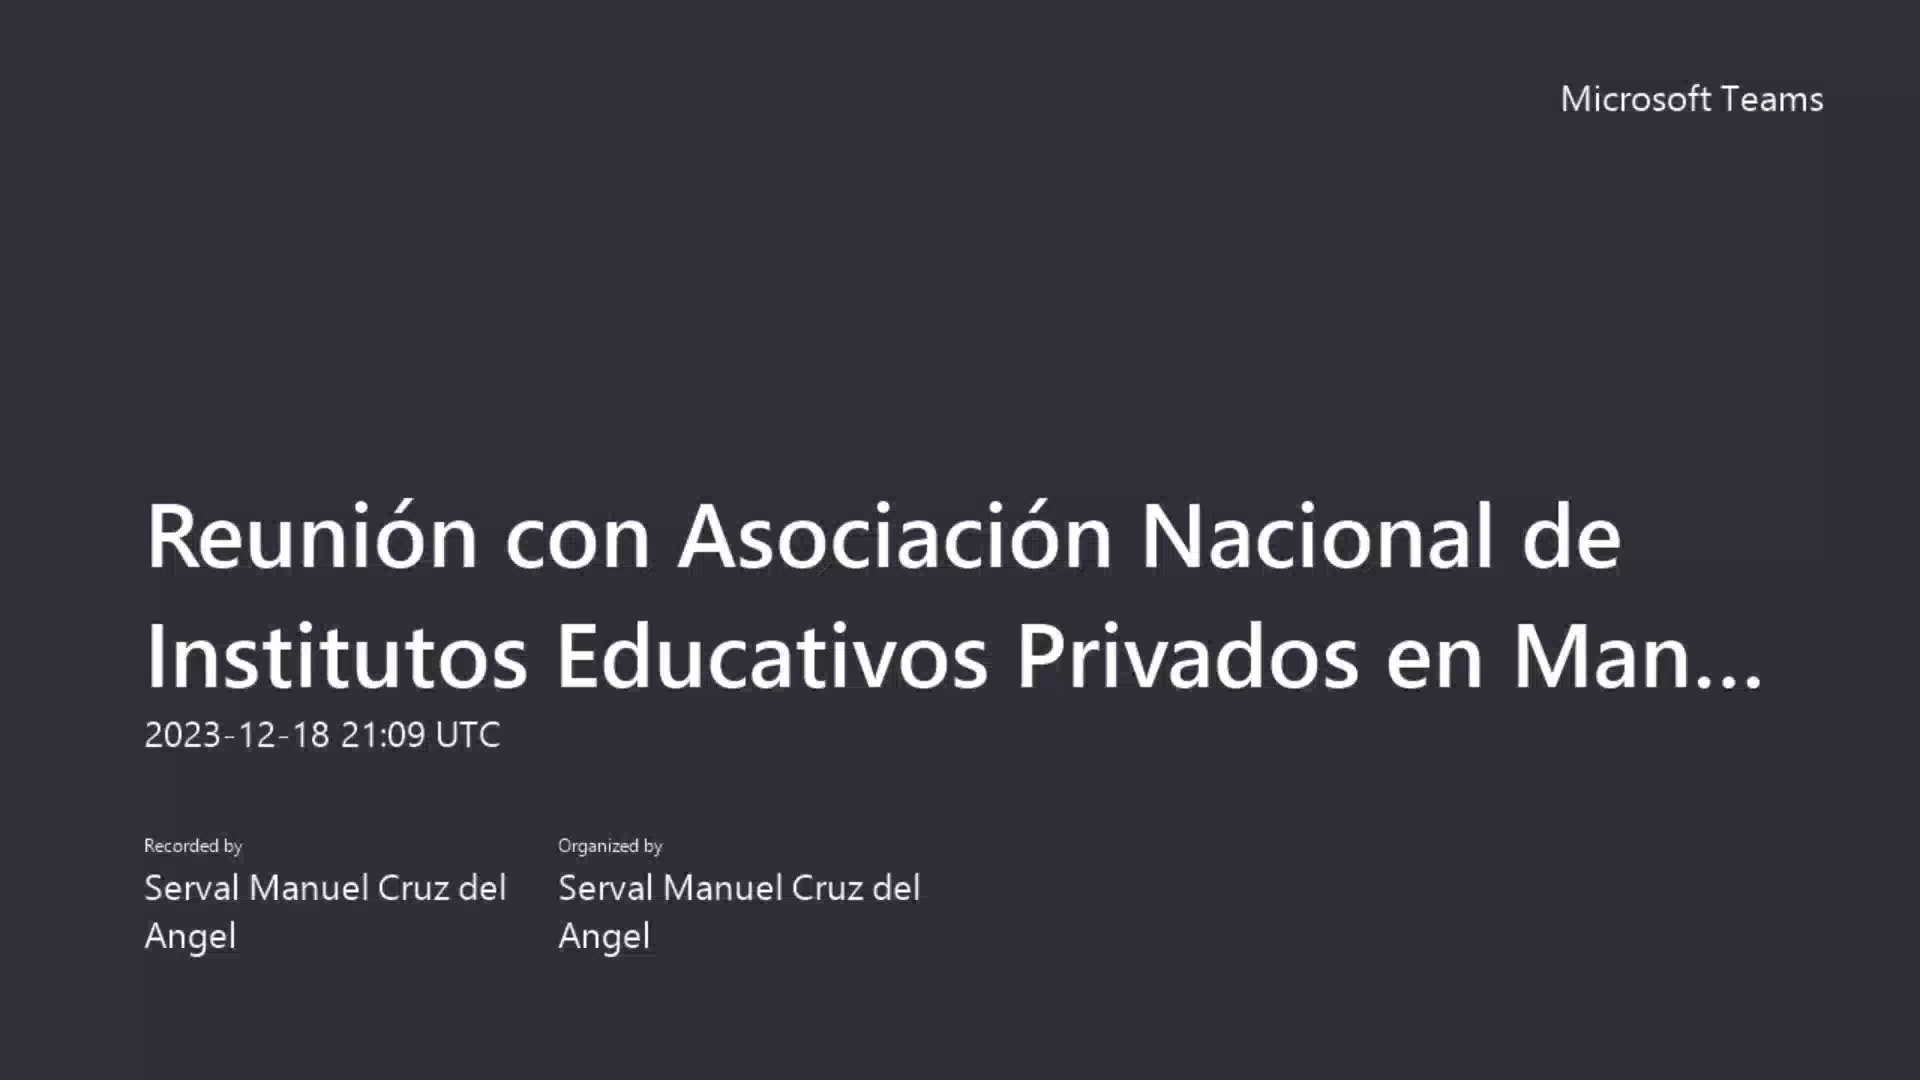 Microsoft Teams
Reunión con Asociación Nacional de
Institutos Educativos Privados en Man...
2023-12-18 21:09 UTC
Recorded by
Organized by
Serval Manuel Cruz del
Angel
Serval Manuel Cruz del
Angel